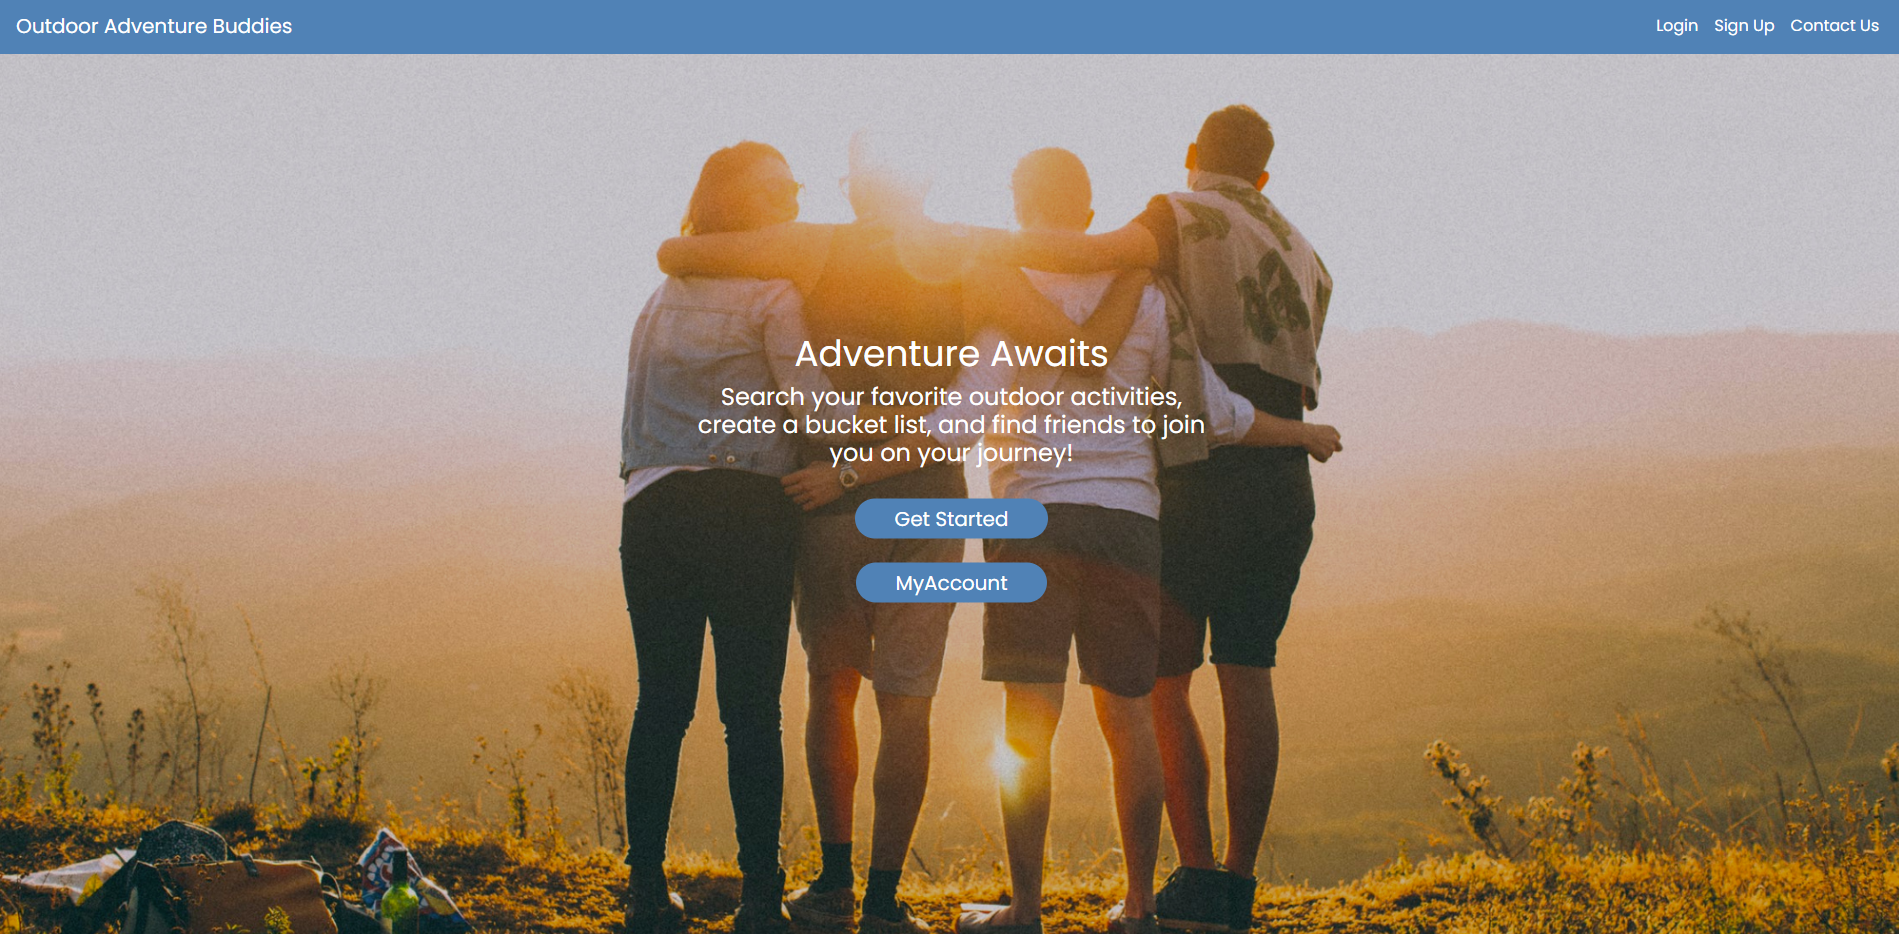 Outdoor Adventure Buddies
Login Sign Up Contact Us
Adventure Awaits
Search your favorite outdoor activities,
create a bucket list, and find friends to join
you on your journey!
Get Started
MyAccount